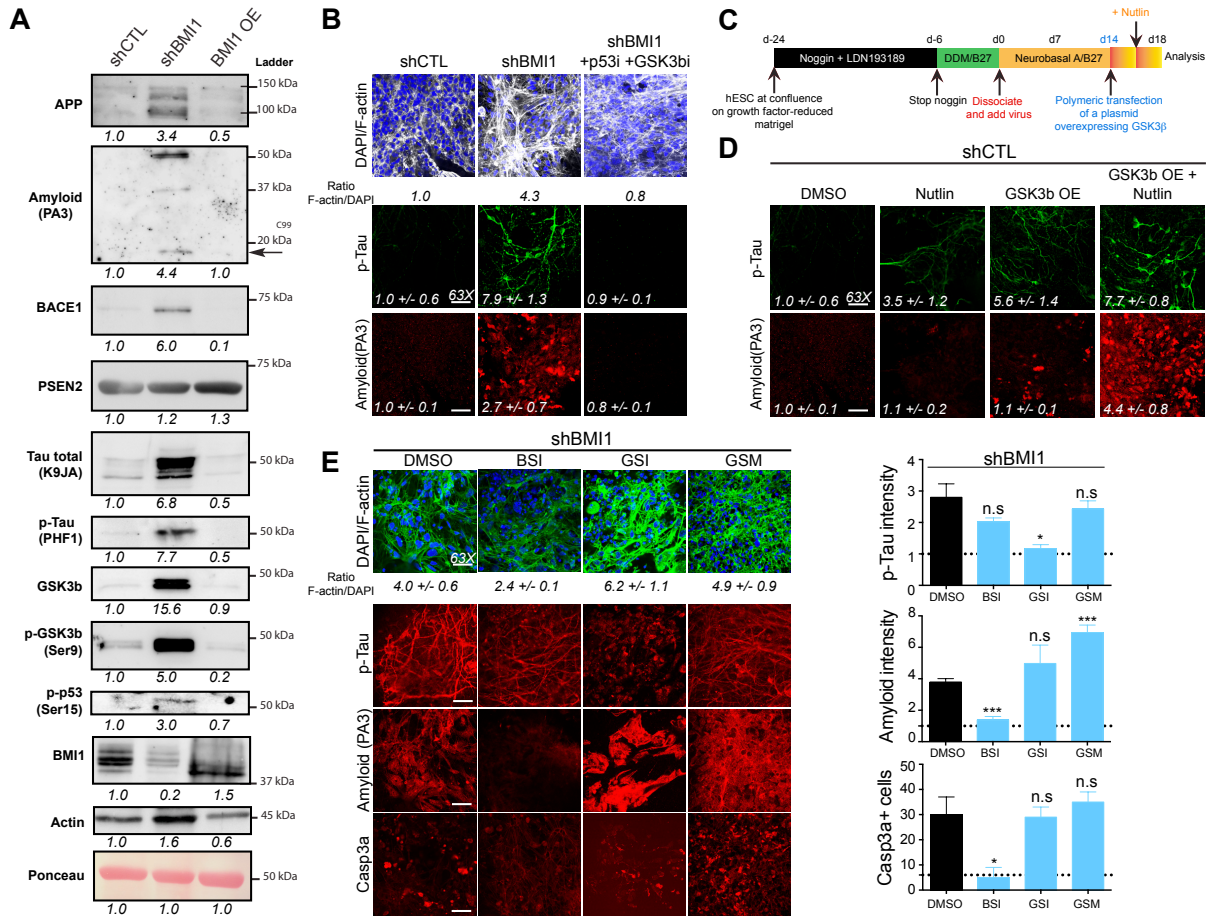 A
shCTL
shBMI1
BMI1 OE
Ladder
150 kDa
APP
100 kDa
1.0 3.4 0.5
50 kDa
37 kDa
Amyloid
(PA3)
C99
20 kDa
1.0 4.4 1.0
75 kDa
BACE1
1.0 6.0 0.1
75 kDa
PSEN2
1.0 1.2 1.3
Tau total
(K9JA)
50 kDa
1.0 6.8 0.5
p-Tau
(PHF1)
50 kDa
1.0 7.7 0.5
GSK3b
50 kDa
1.0 15.6 0.9
p-GSK3b
(Ser9)
50 kDa
1.0 5.0 0.2
p-p53
(Ser15)
50 kDa
1.0 3.0 0.7
BMI1
37 kDa
1.0 0.2 1.5
Actin
45 kDa
1.0 1.6 0.6
Ponceau
50 kDa
1.0 1.0 1.0
B
shCTL
shBMI1
shBMI1
+p53i +GSK3bi
DAPI/F-actin
Ratio
F-actin/DAPI
1.0 4.3 0.8
p-Tau
63X
1.0 +/- 0.6 7.9 +/- 1.3 0.9 +/- 0.1
Amyloid(PA3)
1.0 +/- 0.1 2.7 +/- 0.7 0.8 +/- 0.1
C
+ Nutlin
d-24 d-6 d0 d14 d18
Noggin + LDN193189 DDM/B27 Neurobasal A/B27 Analysis
hESC at confluence
on growth factor-reduced
matrigel
Stop noggin
Dissociate
and add virus
Polymeric transfection
of a plasmid
overexpressing GSK3β
D
shCTL
DMSO
Nutlin
GSK3b OE
GSK3b OE +
Nutlin
p-Tau
63X
1.0 +/- 0.6 3.5 +/- 1.2 5.6 +/- 1.4 7.7 +/- 0.8
Amyloid(PA3)
1.0 +/- 0.1 1.1 +/- 0.2 1.1 +/- 0.1 4.4 +/- 0.8
E
shBMI1
DMSO BSI GSI GSM
DAPI/F-actin
63X
Ratio
F-actin/DAPI
4.0 +/- 0.6 2.4 +/- 0.1 6.2 +/- 1.1 4.9 +/- 0.9
p-Tau
Amyloid (PA3)
Casp3a
shBMI1
p-Tau intensity
4
3
2
1
0
n.s
*
n.s
DMSO BSI GSI GSM
Amyloid intensity
8
6
4
2
0
***
n.s
***
DMSO BSI GSI GSM
Casp3a+ cells
50
40
30
20
10
0
*
n.s
n.s
DMSO BSI GSI GSM